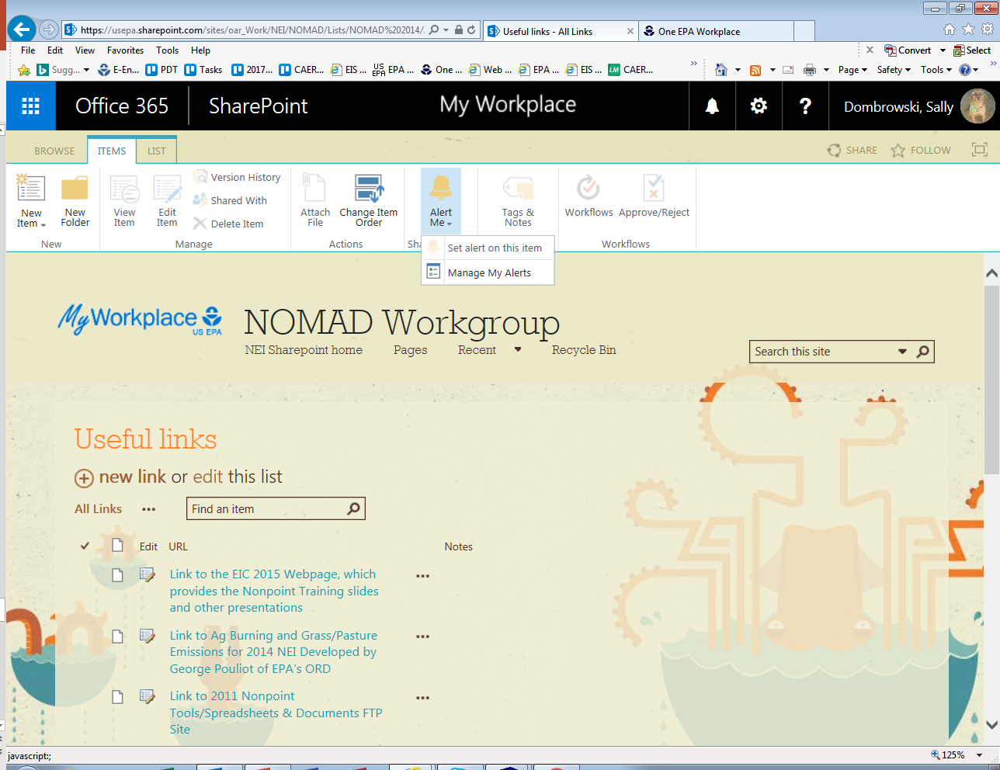 https://usepa.sharepoint.com/sites/oar_Work/NEI/NOMAD/Lists/NOMAD%202014/
Useful links - All Links
One EPA Workplace
File Edit View Favorites Tools Help
Convert
Select
Sugg...
E-En...
PDT
Tasks
2017...
CAER...
EIS ...
US EPA
EPA ...
One ...
Web ...
EPA ...
EIS ...
LM
CAER...
Page
Safety
Tools
Office 365
SharePoint
My Workplace
Dombrowski, Sally
BROWSE
ITEMS
LIST
SHARE
FOLLOW
New Item
New Folder
View Item
Edit Item
Version History
Shared With
Delete Item
Attach File
Change Item Order
Alert Me
Tags & Notes
Workflows
Approve/Reject
New
Manage
Actions
Sha
Workflows
Set alert on this item
Manage My Alerts
My Workplace
US EPA
NOMAD Workgroup
NEI Sharepoint home
Pages
Recent
Recycle Bin
Search this site
Useful links
new link or edit this list
All Links
...
Find an item
Edit
URL
Notes
Link to the EIC 2015 Webpage, which
provides the Nonpoint Training slides
and other presentations
...
Link to Ag Burning and Grass/Pasture
Emissions for 2014 NEI Developed by
George Pouliot of EPA's ORD
...
Link to 2011 Nonpoint
Tools/Spreadsheets & Documents FTP
Site
...
javascript:;
125%